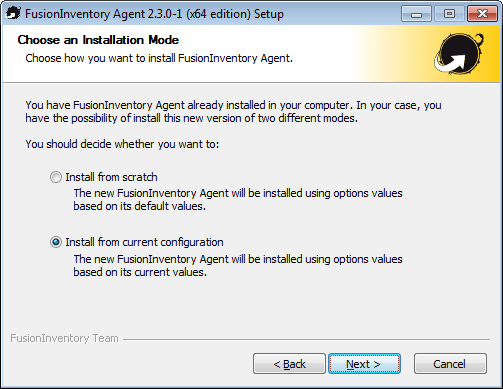 FusionInventory Agent 2.3.0-1 (x64 edition) Setup
Choose an Installation Mode
Choose how you want to install FusionInventory Agent.
You have FusionInventory Agent already installed in your computer. In your case, you
have the possibility of install this new version of two different modes.
You should decide whether you want to:
Install from scratch
The new FusionInventory Agent will be installed using options values
based on its default values.
Install from current configuration
The new FusionInventory Agent will be installed using options values
based on its current values.
FusionInventory Team
< Back Next > Cancel